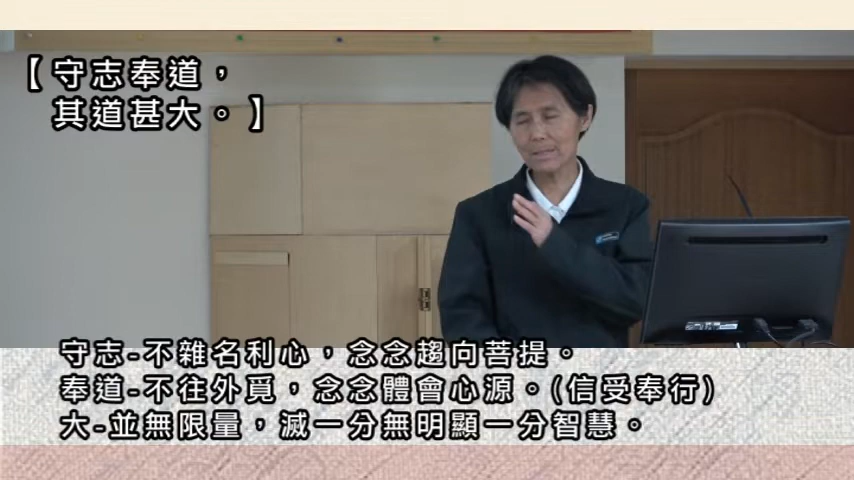 【守志奉道，
其道甚大。】
守志-不雜名利心，念念趨向菩提。
奉道-不往外覓，念念體會心源。(信受奉行)
大-並無限量，滅一分無明顯一分智慧。